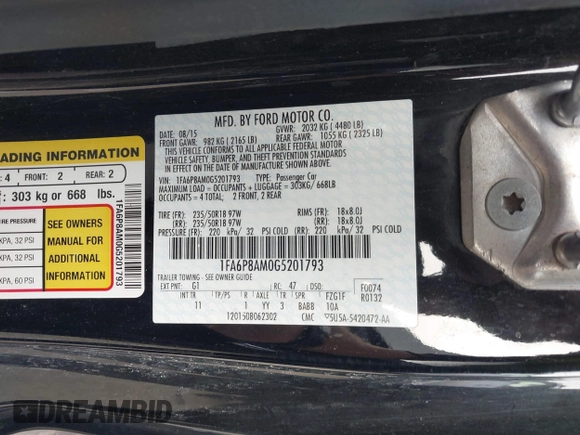 MFD. BY FORD MOTOR CO.
DATE: 08/15 GVWR: 2032 KG ( 4480 LB)
FRONT GAWR: 982 KG ( 2165 LB) REAR GAWR: 1055 KG ( 2325 LB)
THIS VEHICLE CONFORMS TO ALL APPLICABLE FEDERAL MOTOR
VEHICLE SAFETY, BUMPER, AND THEFT PREVENTION STANDARDS
IN EFFECT ON THE DATE OF MANUFACTURE SHOWN ABOVE.
VIN: 1FA6P8AM0G5201793 TYPE: Passenger Car
MAXIMUM LOAD = OCCUPANTS + LUGGAGE = 303KG/ 668LB
OCCUPANTS = 4 TOTAL; 2 FRONT, 2 REAR
TIRE (FR): 235/50R18 97W RIMS (FR): 18x8.0J
(RR): 235/50R18 97W (RR): 18x8.0J
PRESSURE (FR): 220 kPa/ 32 PSI COLD (RR): 220 kPa/ 32 PSI COLD
1FA6P8AM0G5201793
TRAILER TOWING - SEE OWNER GUIDE
EXT PNT: G1 RC: 47 DSO: F0074
INT TR TP/PS R AXLE TR FZG1F R0132
11 1 YY 3 BABB 10A
12015OB062302 CMC 5U5A-5420472-AA
ADING INFORMATION
: 4 FRONT: 2 REAR: 2
: 303 kg or 668 lbs.
E PRESSURE
KPA, 32 PSI
KPA, 32 PSI
KPA, 60 PSI
SEE OWNERS
MANUAL FOR
ADDITIONAL
INFORMATION
1FA6P8AM0G5201793
DREAMBID